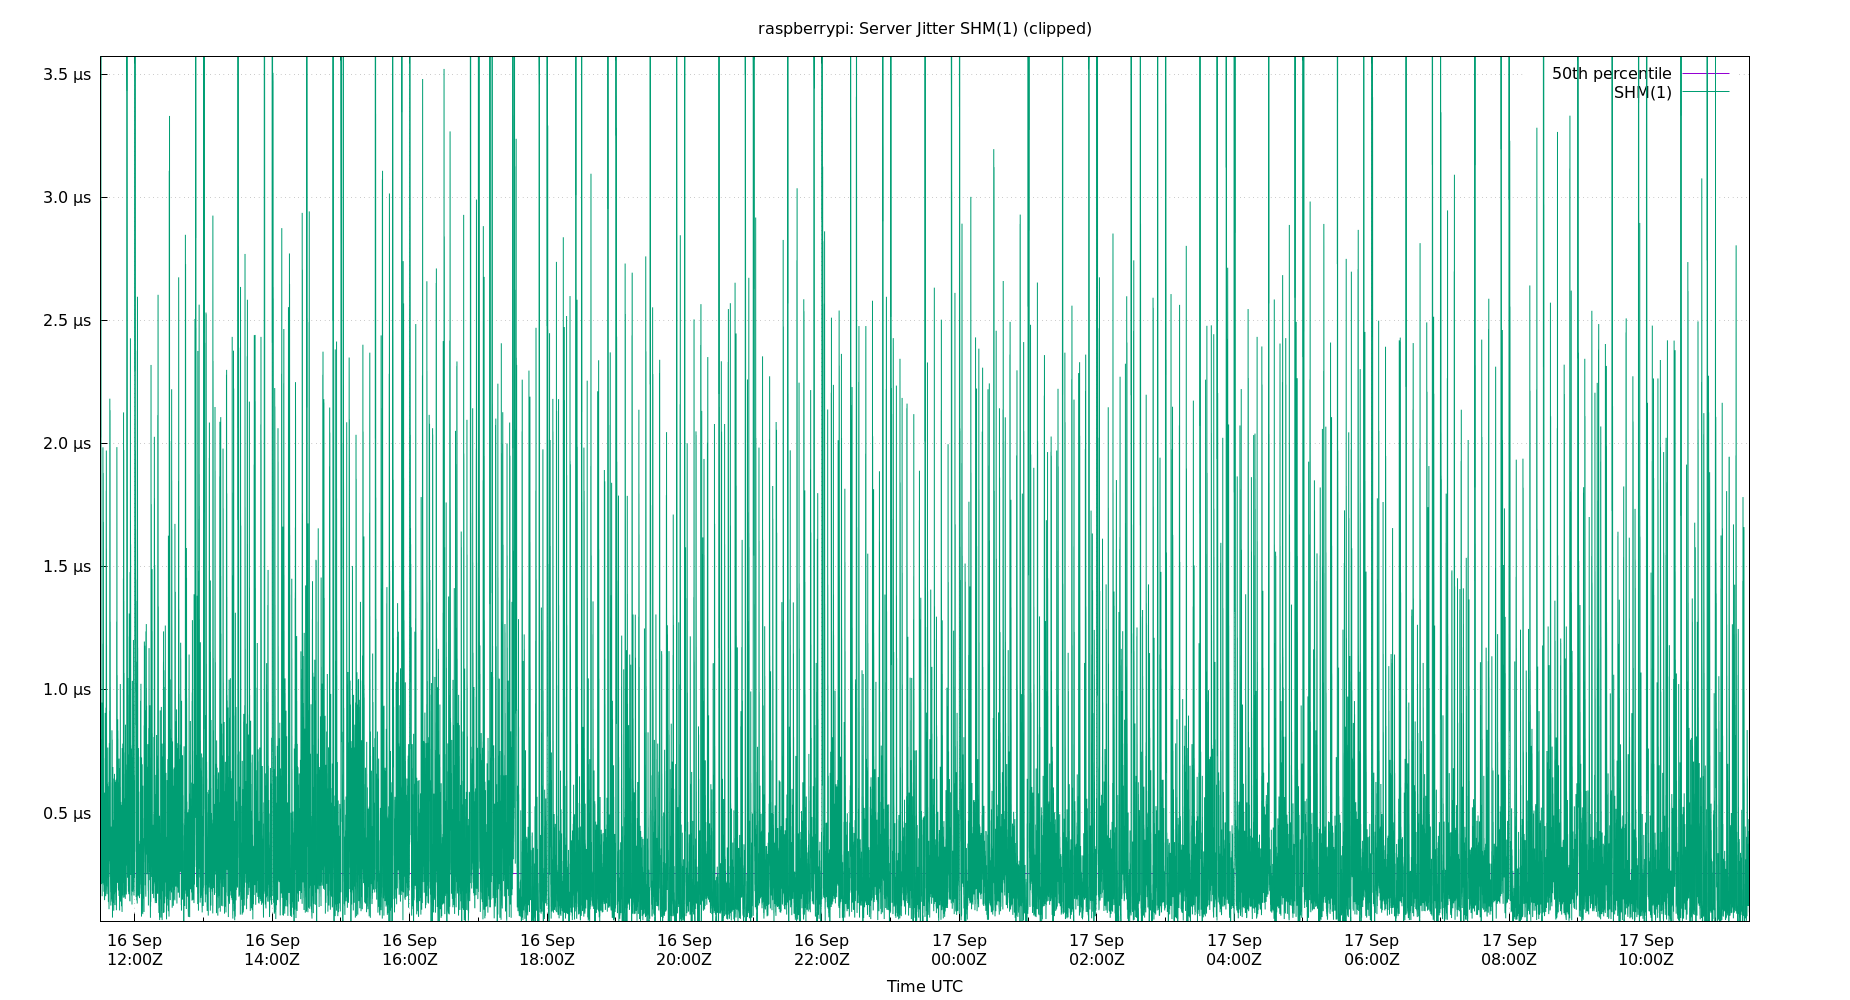 raspberrypi: Server Jitter SHM(1) (clipped)
3.5 µs
3.0 µs
2.5 µs
2.0 µs
1.5 µs
1.0 µs
0.5 µs
50th percentile
SHM(1)
16 Sep 16 Sep 16 Sep 16 Sep 16 Sep 16 Sep 17 Sep 17 Sep 17 Sep 17 Sep 17 Sep 17 Sep
12:00Z 14:00Z 16:00Z 18:00Z 20:00Z 22:00Z 00:00Z 02:00Z 04:00Z 06:00Z 08:00Z 10:00Z
Time UTC